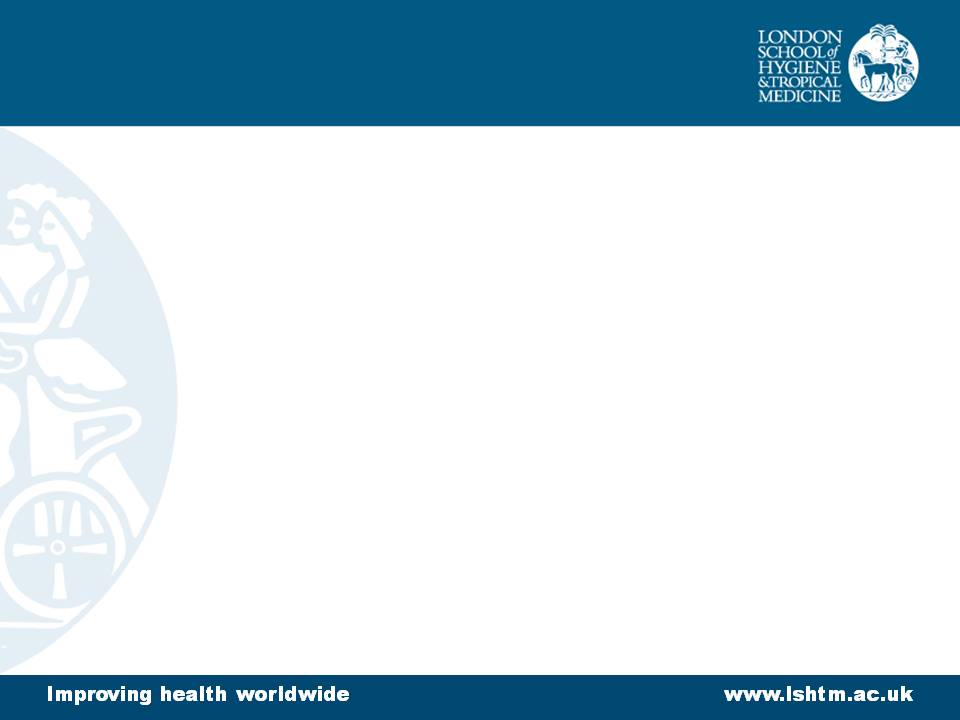 LONDON
SCHOOL of
HYGIENE
&TROPICAL
MEDICINE
Improving health worldwide
www.lshtm.ac.uk